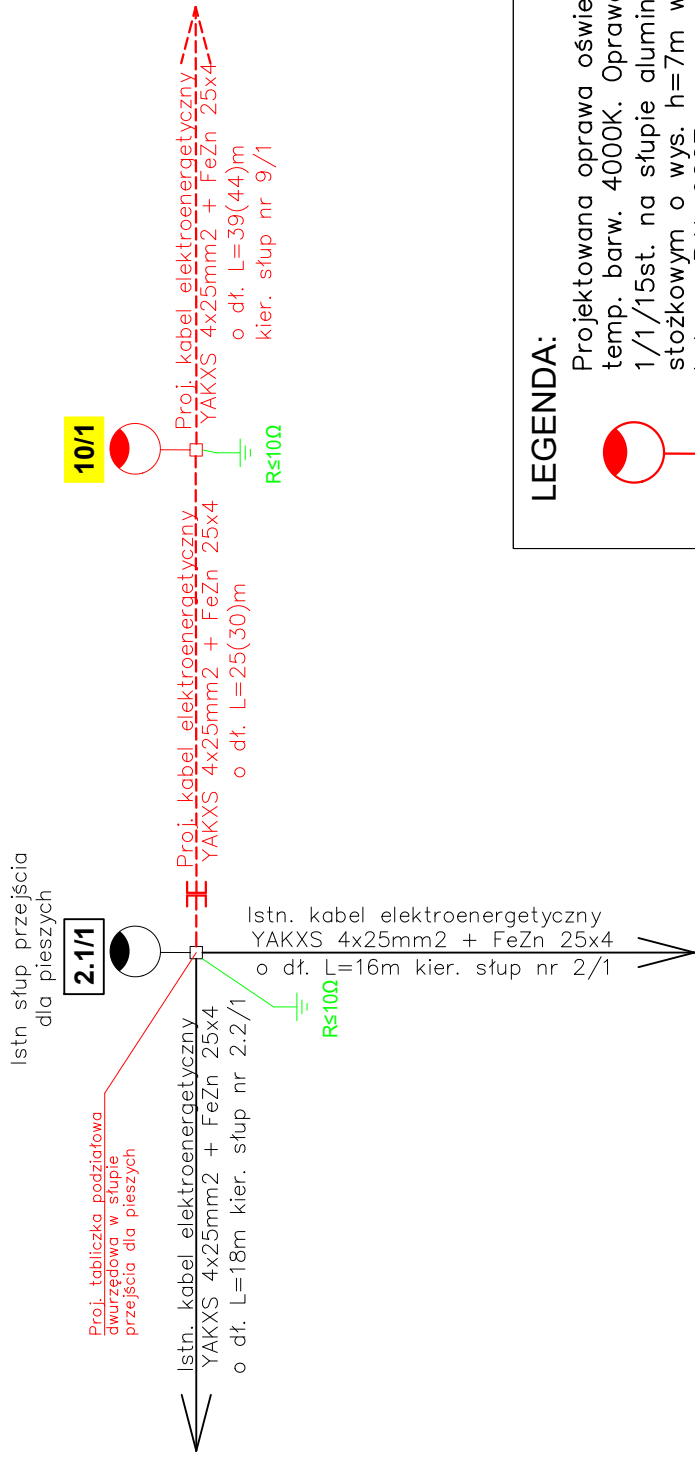 Istn słup przejścia
dla pieszych
2.1/1
10/1
Proj. tabliczka podziałowa
dwurzędowa w słupie
przejścia dla pieszych
Istn. kabel elektroenergetyczny
YAKXS 4x25mm2 + FeZn 25x4
o dł. L=18m kier. słup nr 2.2/1
R≤10Ω
Istn. kabel elektroenergetyczny
YAKXS 4x25mm2 + FeZn 25x4
o dł. L=16m kier. słup nr 2/1
Proj. kabel elektroenergetyczny
YAKXS 4x25mm2 + FeZn 25x4
o dł. L=25(30)m
R≤10Ω
Proj. kabel elektroenergetyczny
YAKXS 4x25mm2 + FeZn 25x4
o dł. L=39(44)m
kier. słup nr 9/1
LEGENDA:
Projektowana oprawa oświe
temp. barw. 4000K. Opraw
1/1/15st. na słupie alumin
stożkowym o wys. h=7m w